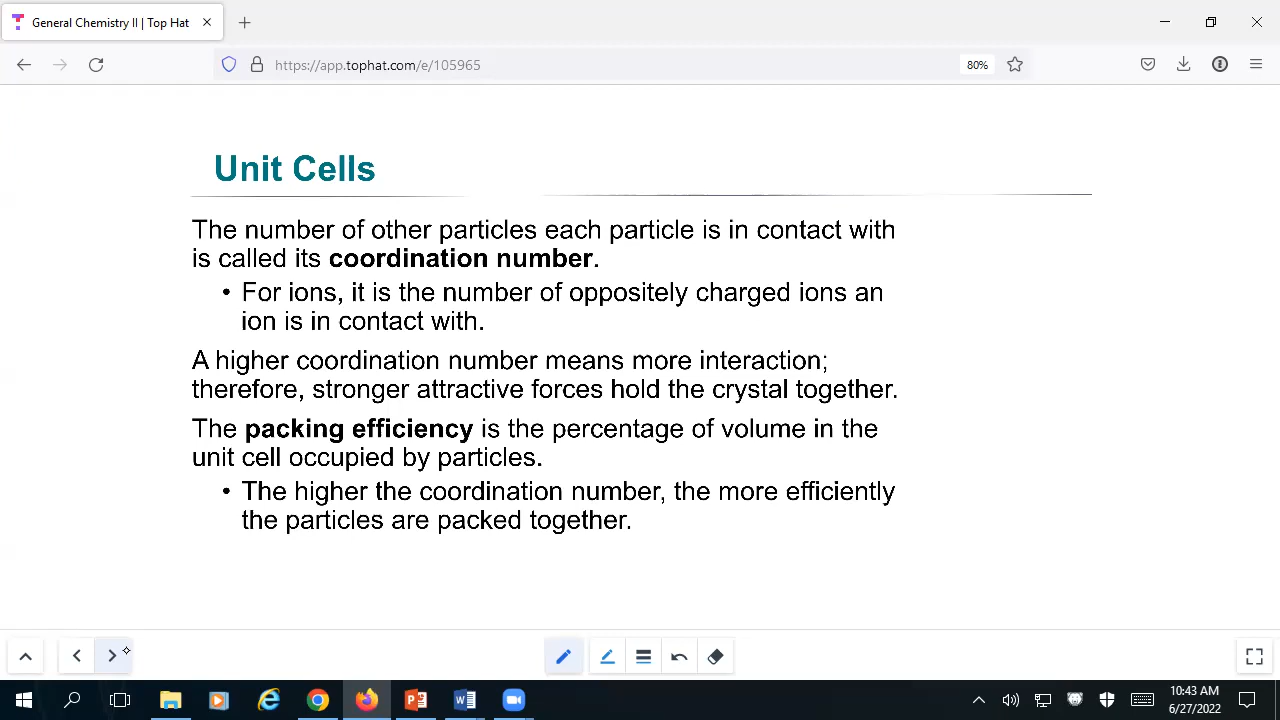 General Chemistry II | Top Hat
https://app.tophat.com/e/105965
80%
Unit Cells
The number of other particles each particle is in contact with
is called its coordination number.
• For ions, it is the number of oppositely charged ions an
ion is in contact with.
A higher coordination number means more interaction;
therefore, stronger attractive forces hold the crystal together.
The packing efficiency is the percentage of volume in the
unit cell occupied by particles.
• The higher the coordination number, the more efficiently
the particles are packed together.
10:43 AM
6/27/2022